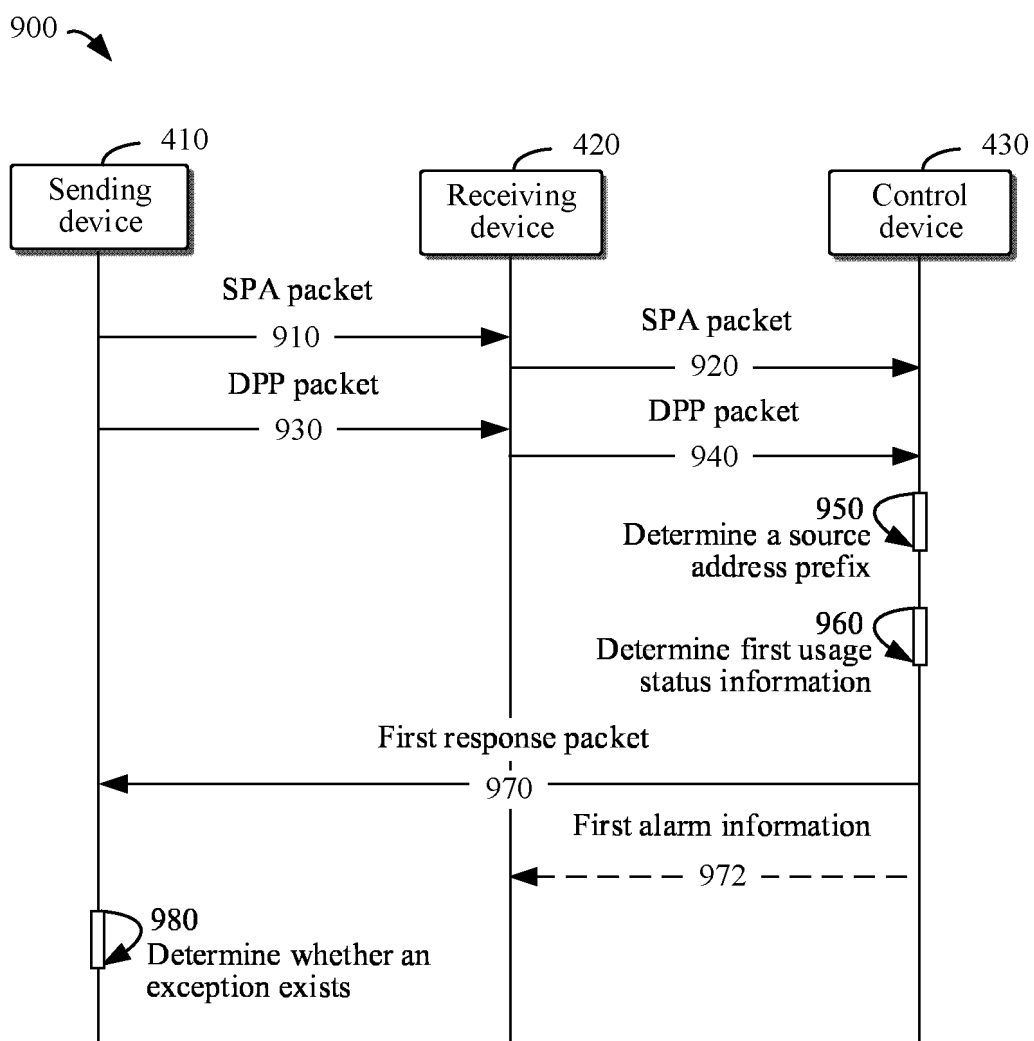 900
410
420
430
Sending
device
Receiving
device
Control
device
SPA packet
910
SPA packet
920
DPP packet
930
DPP packet
940
950
Determine a source
address prefix
960
Determine first usage
status information
First response packet
970
First alarm information
972
980
Determine whether an
exception exists